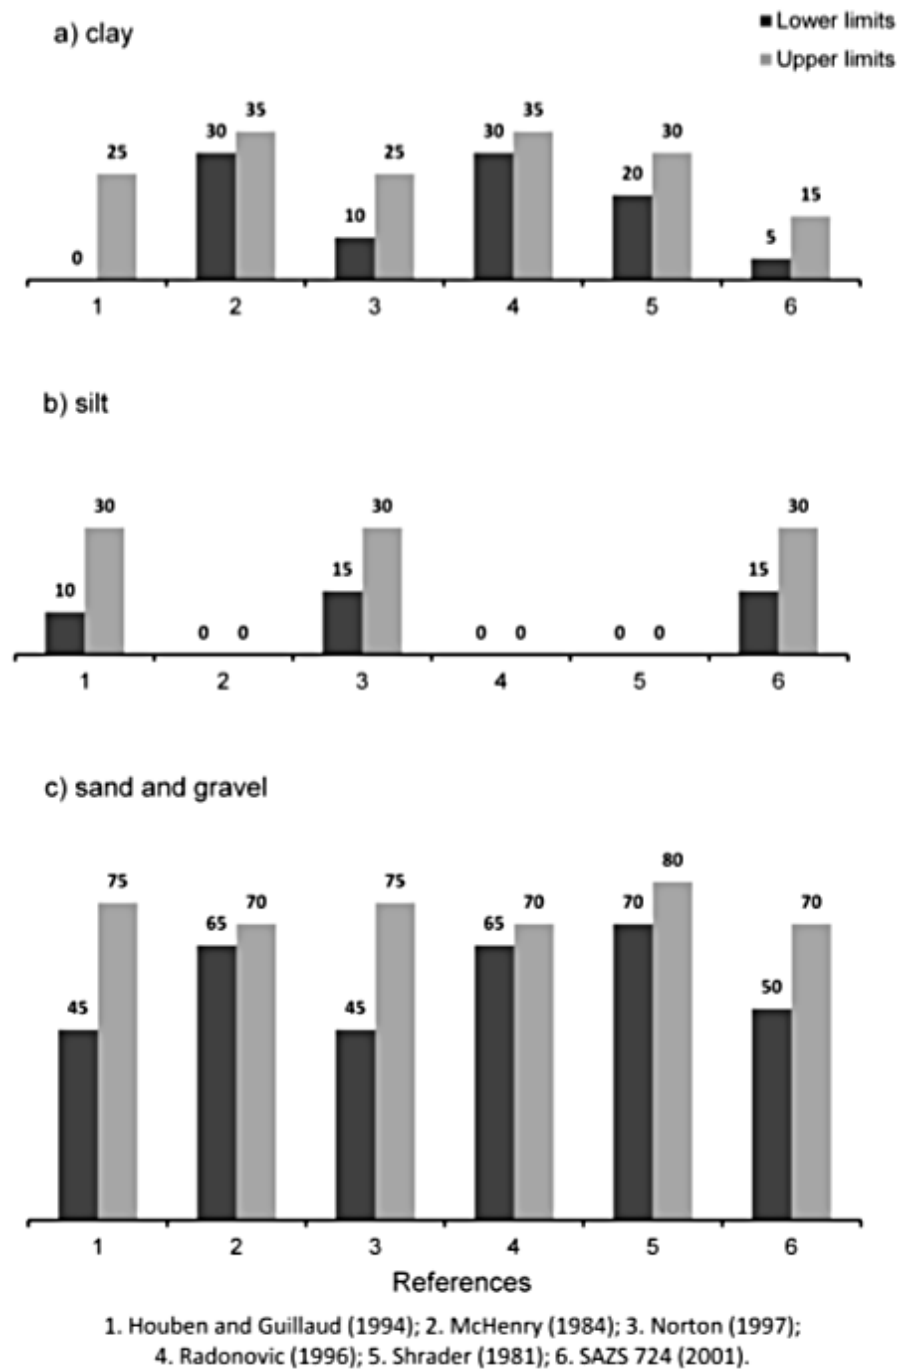 a) clay
Lower limits
Upper limits
0 25 30 35 10 25 30 35 20 30 5 15
1 2 3 4 5 6
b) silt
10 30 0 0 15 30 0 0 0 0 15 30
1 2 3 4 5 6
c) sand and gravel
45 75 65 70 45 75 65 70 70 80 50 70
1 2 3 4 5 6
References
1. Houben and Guillaud (1994); 2. McHenry (1984); 3. Norton (1997);
4. Radonovic (1996); 5. Shrader (1981); 6. SAZS 724 (2001).